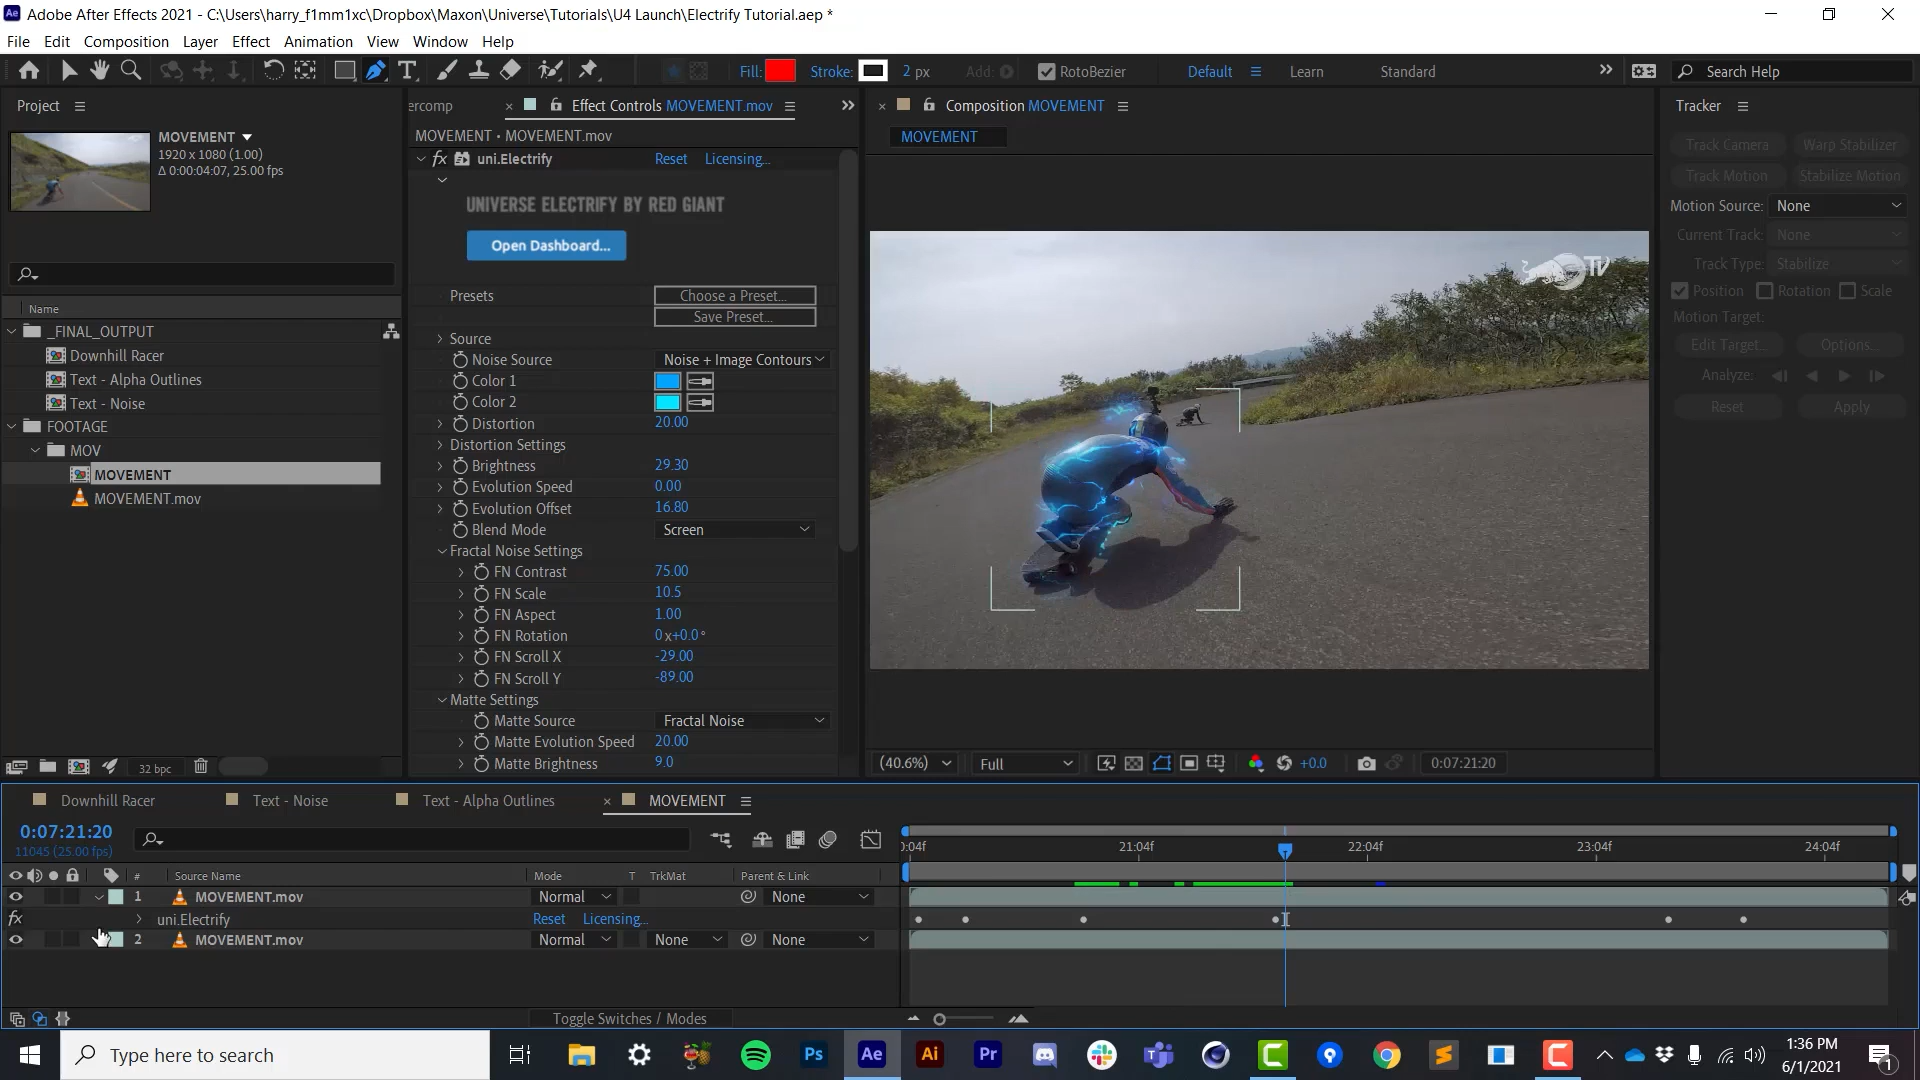 Adobe After Effects 2021 - C:\Users\harry_f1mm1xc\Dropbox\Maxon\Universe\Tutorials\U4 Launch\Electrify Tutorial.aep *
File Edit Composition Layer Effect Animation View Window Help
Fill: Stroke: 2 px Add: RotoBezier Default Learn Standard Search Help
Project
MOVEMENT
1920 x 1080 (1.00)
Δ 0:00:04:07, 25.00 fps
Name
_FINAL_OUTPUT
Downhill Racer
Text - Alpha Outlines
Text - Noise
FOOTAGE
MOV
MOVEMENT
MOVEMENT.mov
32 bpc
ercomp
Effect Controls MOVEMENT.mov
MOVEMENT • MOVEMENT.mov
fx uni.Electrify Reset Licensing...
UNIVERSE ELECTRIFY BY RED GIANT
Open Dashboard...
Presets Choose a Preset...
Save Preset...
Source
Noise Source Noise + Image Contours
Color 1
Color 2
Distortion 20.00
Distortion Settings
Brightness 29.30
Evolution Speed 0.00
Evolution Offset 16.80
Blend Mode Screen
Fractal Noise Settings
FN Contrast 75.00
FN Scale 10.5
FN Aspect 1.00
FN Rotation 0x+0.0°
FN Scroll X -29.00
FN Scroll Y -89.00
Matte Settings
Matte Source Fractal Noise
Matte Evolution Speed 20.00
Matte Brightness 9.0
Composition MOVEMENT
MOVEMENT
TV
(40.6%) Full +0.0 0:07:21:20
Tracker
Track Camera Warp Stabilizer
Track Motion Stabilize Motion
Motion Source: None
Current Track: None
Track Type: Stabilize
Position Rotation Scale
Motion Target:
Edit Target... Options...
Analyze:
Reset Apply
Downhill Racer Text - Noise Text - Alpha Outlines MOVEMENT
0:07:21:20
11045 (25.00 fps)
0:04f 21:04f 22:04f 23:04f 24:04f
# Source Name Mode T TrkMat Parent & Link
1 MOVEMENT.mov Normal None
fx uni.Electrify Reset Licensing...
2 MOVEMENT.mov Normal None None
Toggle Switches / Modes
Type here to search
Ps Ae Ai Pr
1:36 PM
6/1/2021
1